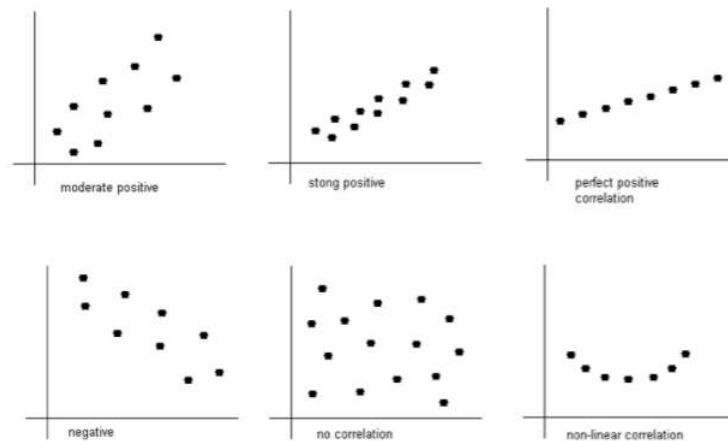 moderate positive
stong positive
perfect positive
correlation
negative
no correlation
non-linear correlation